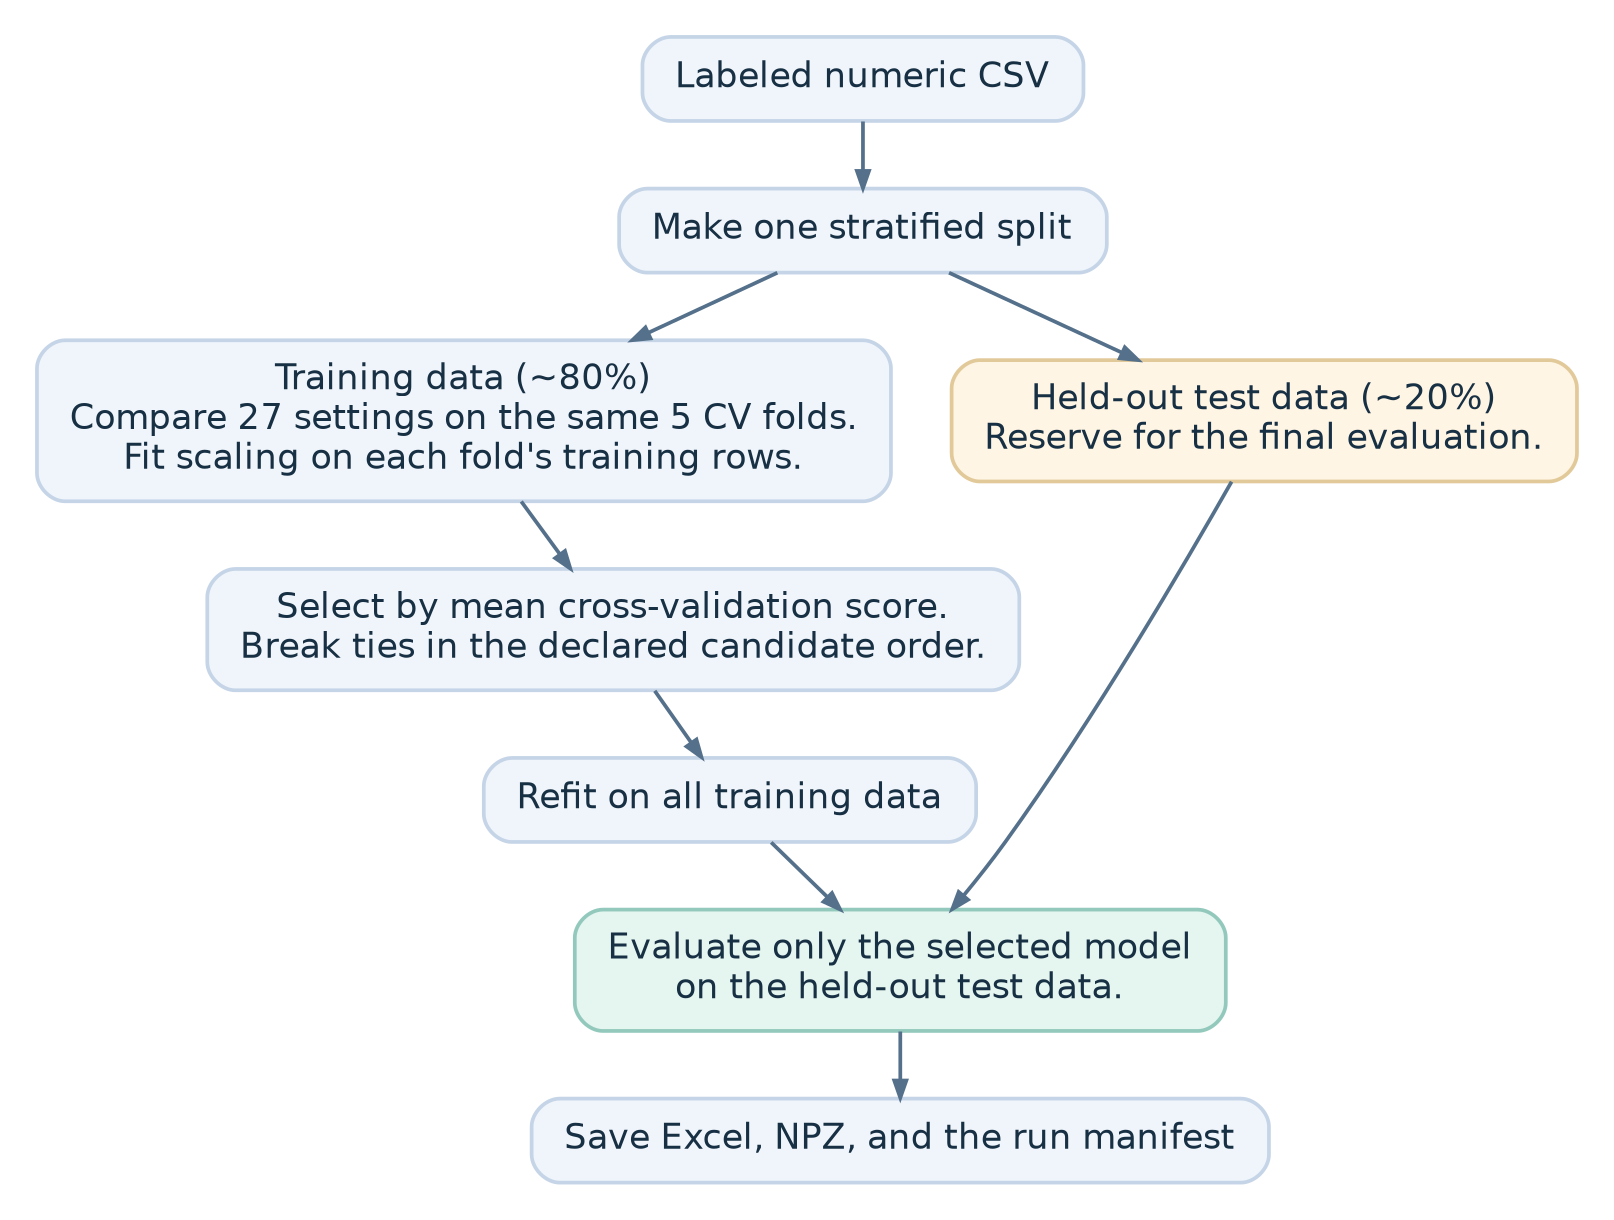 Labeled numeric CSV
Make one stratified split
Training data (~80%)
Compare 27 settings on the same 5 CV folds.
Fit scaling on each fold's training rows.
Held-out test data (~20%)
Reserve for the final evaluation.
Select by mean cross-validation score.
Break ties in the declared candidate order.
Refit on all training data
Evaluate only the selected model
on the held-out test data.
Save Excel, NPZ, and the run manifest